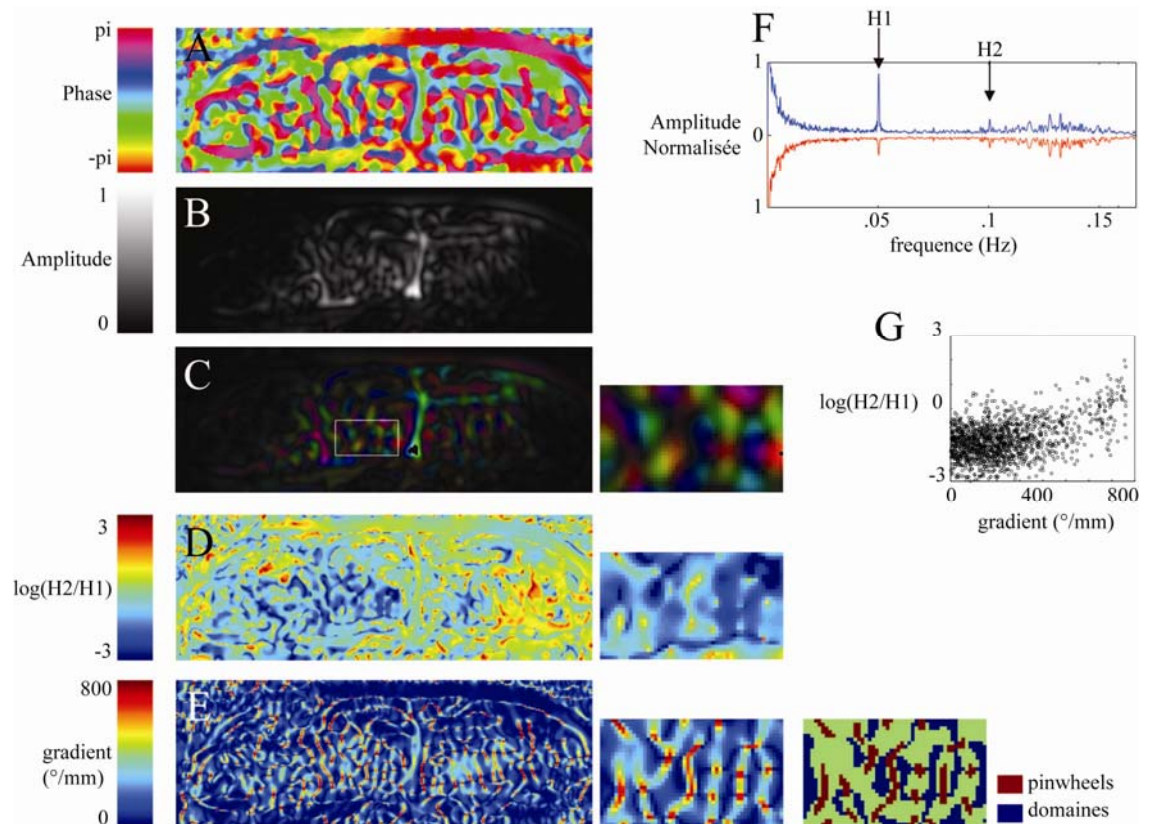 pi
Phase
-pi
A
1
Amplitude
0
B
C
3
log(H2/H1)
-3
D
800
gradient
(°/mm)
0
E
pinwheels
domaines
F
H1
H2
1
Amplitude
Normalisée
0
1
.05
.1
.15
frequence (Hz)
G
3
log(H2/H1)
0
-3
0
400
800
gradient (°/mm)